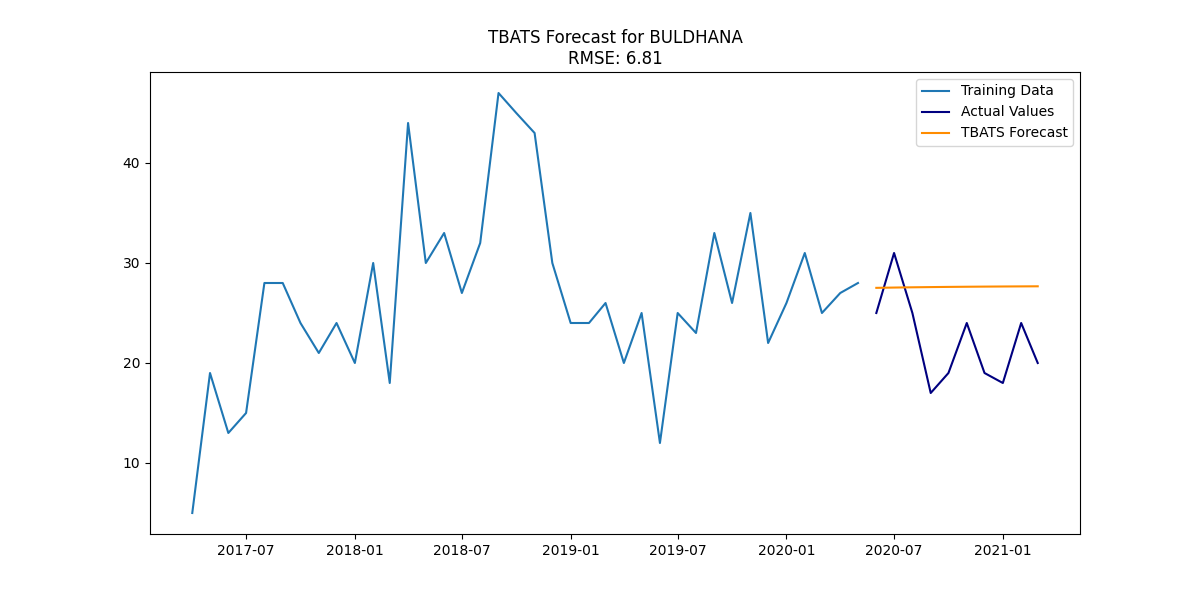 TBATS Forecast for BULDHANA
RMSE: 6.81
Training Data
Actual Values
TBATS Forecast
40
30
20
10
2017-07
2018-01
2018-07
2019-01
2019-07
2020-01
2020-07
2021-01